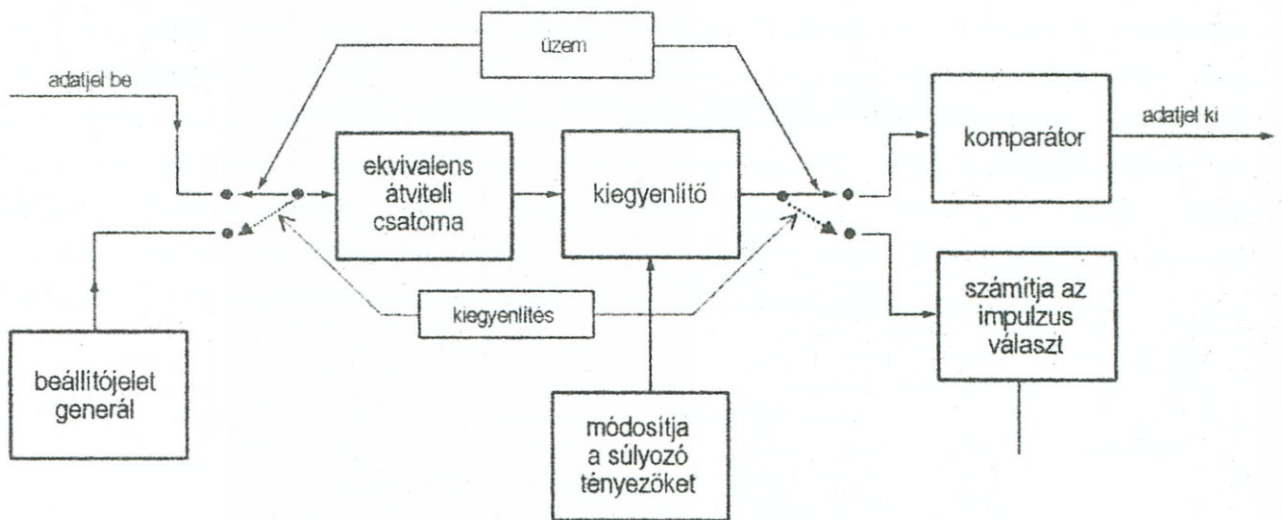 üzem
adatjel be
komparátor
adatjel ki
ekvivalens
átviteli
csatorna
kiegyenlítő
kiegyenlítés
számítja az
impulzus
választ
beállítójelet
generál
módosítja
a súlyozó
tényezőket